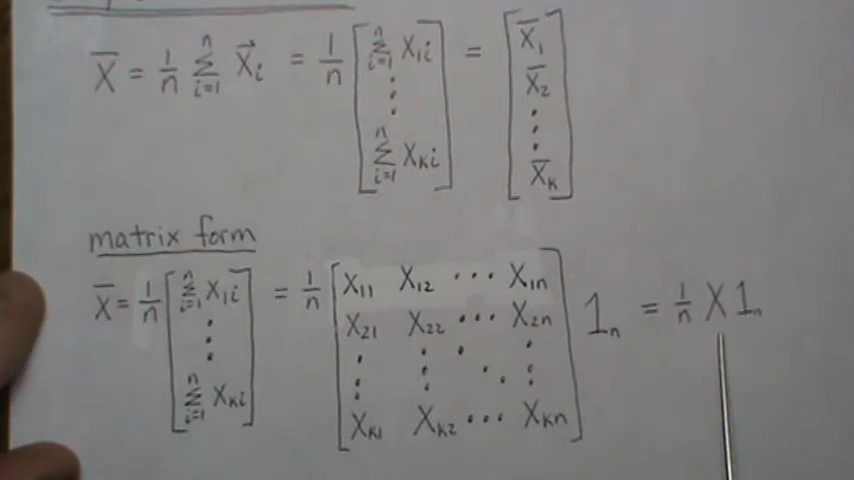 X̄ = 1/n Σ_{i=1}^{n} X⃗_i = 1/n [ Σ_{i=1}^{n} X_{1i} ⋮ Σ_{i=1}^{n} X_{Ki} ] = [ X̄_1 X̄_2 ⋮ X̄_K ]
matrix form
X̄ = 1/n [ Σ_{i=1}^{n} X_{1i} ⋮ Σ_{i=1}^{n} X_{Ki} ] = 1/n [ X_{11} X_{12} ⋯ X_{1n} ; X_{21} X_{22} ⋯ X_{2n} ; ⋮ ⋮ ⋱ ⋮ ; X_{K1} X_{K2} ⋯ X_{Kn} ] 1_n = 1/n X 1_n